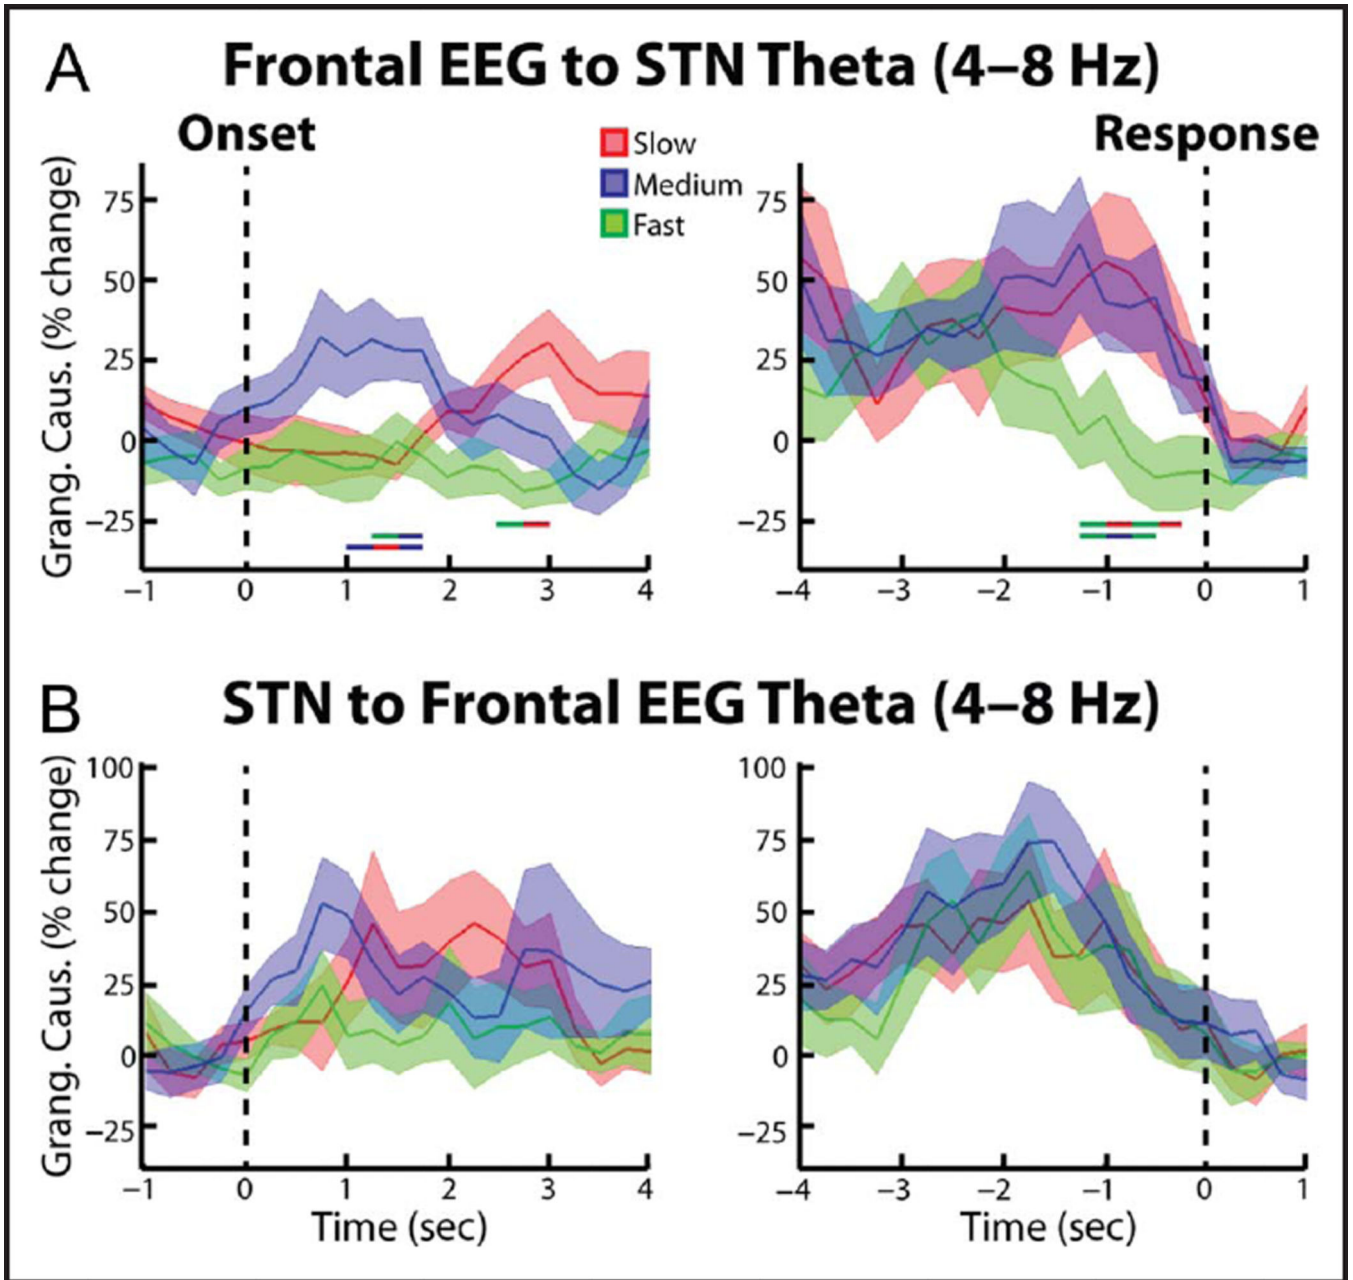 A
Frontal EEG to STN Theta (4–8 Hz)
Onset
Response
Slow
Medium
Fast
Grang. Caus. (% change)
75
50
25
0
−25
−1 0 1 2 3 4
75
50
25
0
−25
−4 −3 −2 −1 0 1
B
STN to Frontal EEG Theta (4–8 Hz)
Grang. Caus. (% change)
100
75
50
25
0
−25
−1 0 1 2 3 4
Time (sec)
100
75
50
25
0
−25
−4 −3 −2 −1 0 1
Time (sec)